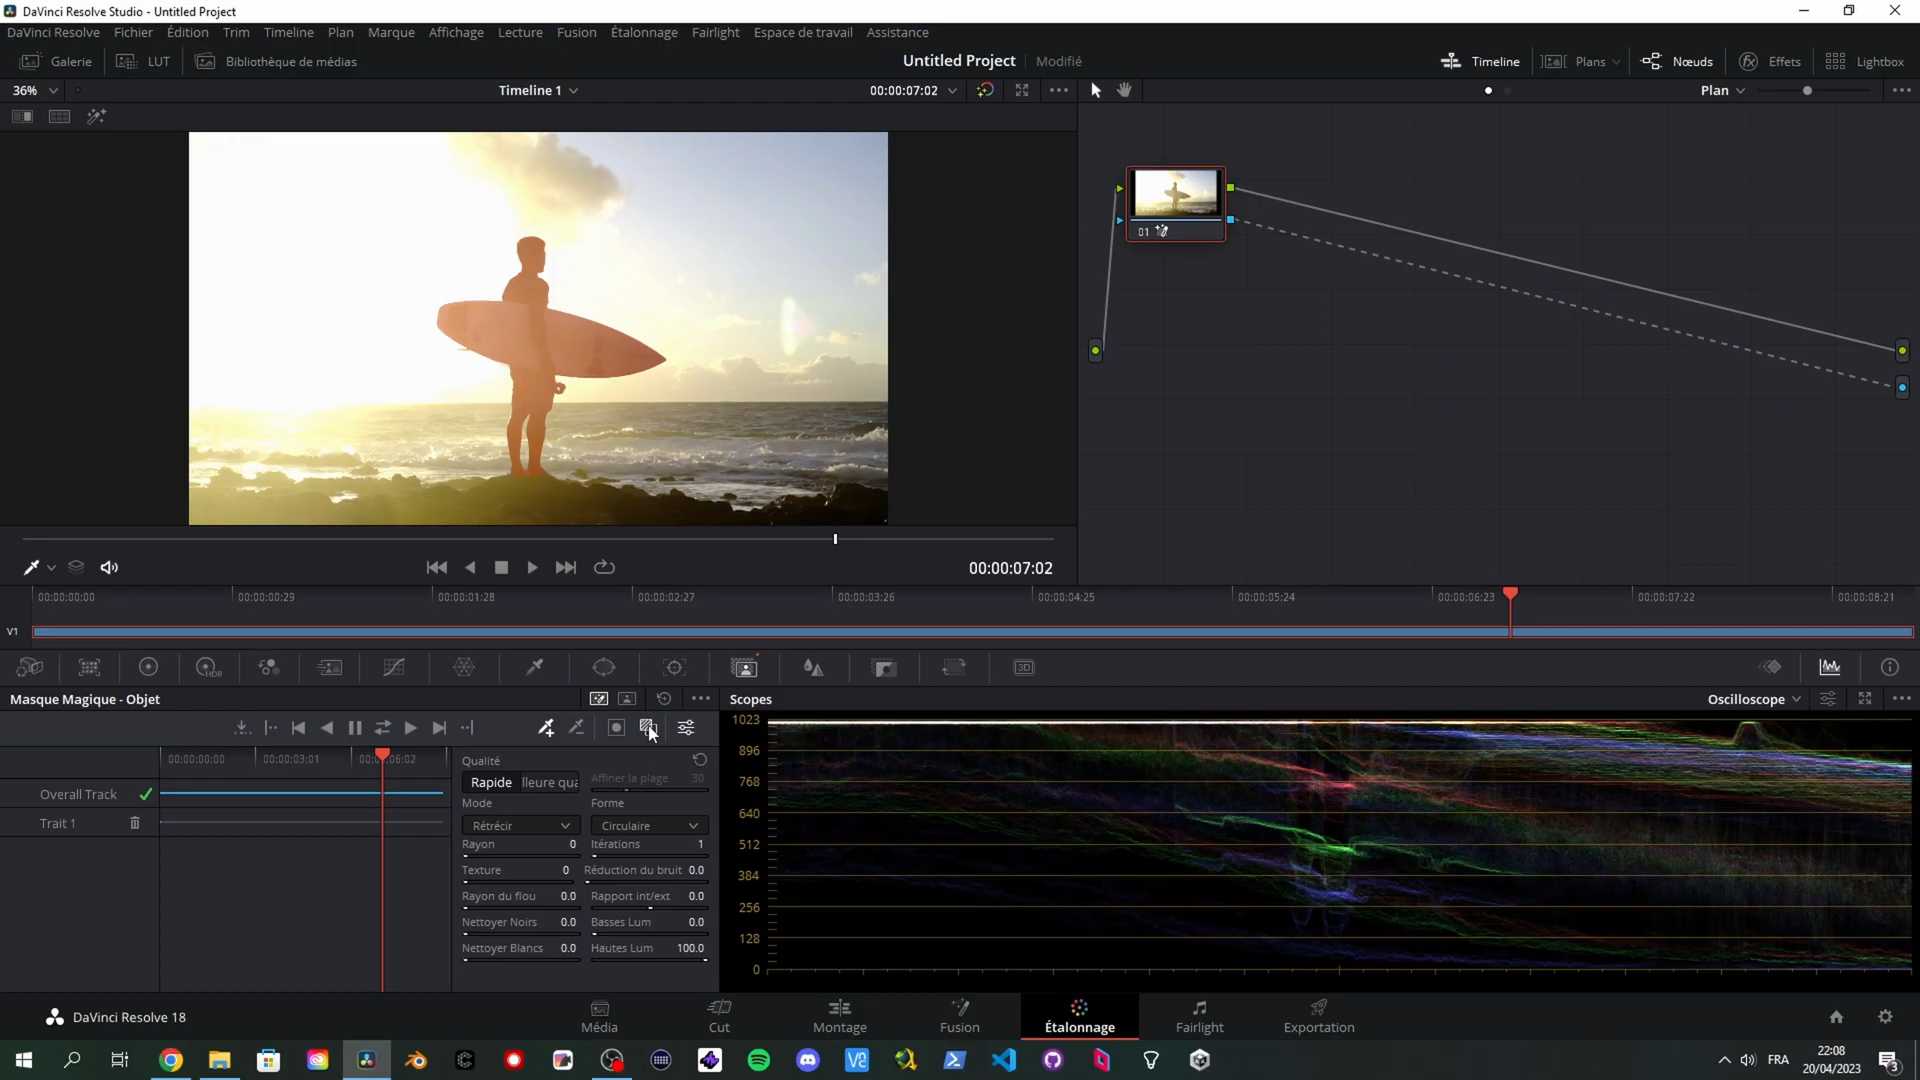 DaVinci Resolve Studio - Untitled Project
DaVinci Resolve Fichier Édition Trim Timeline Plan Marque Affichage Lecture Fusion Étalonnage Fairlight Espace de travail Assistance
Galerie LUT Bibliothèque de médias Untitled Project Modifié Timeline Plans Nœuds Effets Lightbox
36% Timeline 1 00:00:07:02 Plan
01
00:00:07:02
00:00:00:00 00:00:00:29 00:00:01:28 00:00:02:27 00:00:03:26 00:00:04:25 00:00:05:24 00:00:06:23 00:00:07:22 00:00:08:21
V1
HDR 3D
Masque Magique - Objet Scopes Oscilloscope
1023
896
768
640
512
384
256
128
0
00:00:00:00 00:00:03:01
Overall Track
Trait 1
Qualité
Rapide lleure qua Affiner la plage 30
Mode Forme
Rétrécir Circulaire
Rayon 0 Itérations 1
Texture 0 Réduction du bruit 0.0
Rayon du flou 0.0 Rapport int/ext 0.0
Nettoyer Noirs 0.0 Basses Lum 0.0
Nettoyer Blancs 0.0 Hautes Lum 100.0
DaVinci Resolve 18 Média Cut Montage Fusion Étalonnage Fairlight Exportation
FRA 22:08
20/04/2023 3